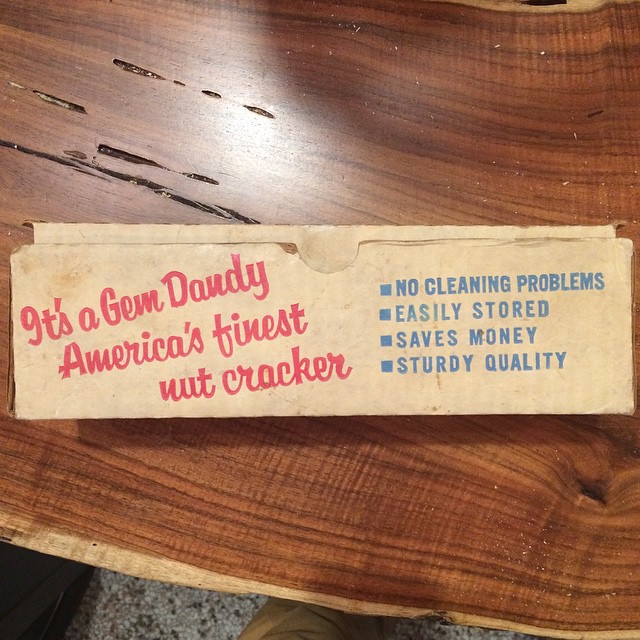 It's a Gem Dandy
America's finest
nut cracker
■ NO CLEANING PROBLEMS
■ EASILY STORED
■ SAVES MONEY
■ STURDY QUALITY